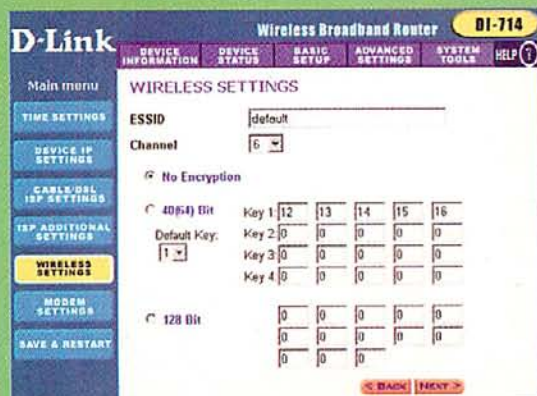 D-Link
Wireless Broadband Router
DI-714
DEVICE INFORMATION
DEVICE STATUS
BASIC SETUP
ADVANCED SETTINGS
SYSTEM TOOLS
HELP ?
Main menu
TIME SETTINGS
DEVICE IP SETTINGS
CABLE/DSL ISP SETTINGS
ISP ADDITIONAL SETTINGS
WIRELESS SETTINGS
MODEM SETTINGS
SAVE & RESTART
WIRELESS SETTINGS
ESSID default
Channel 6
No Encryption
40(64) Bit
Default Key:
1
Key 1: 12 13 14 15 16
Key 2: 0 0 0 0 0
Key 3: 0 0 0 0 0
Key 4: 0 0 0 0 0
128 Bit
0 0 0 0 0
0 0 0 0 0
0 0 0
< BACK NEXT >